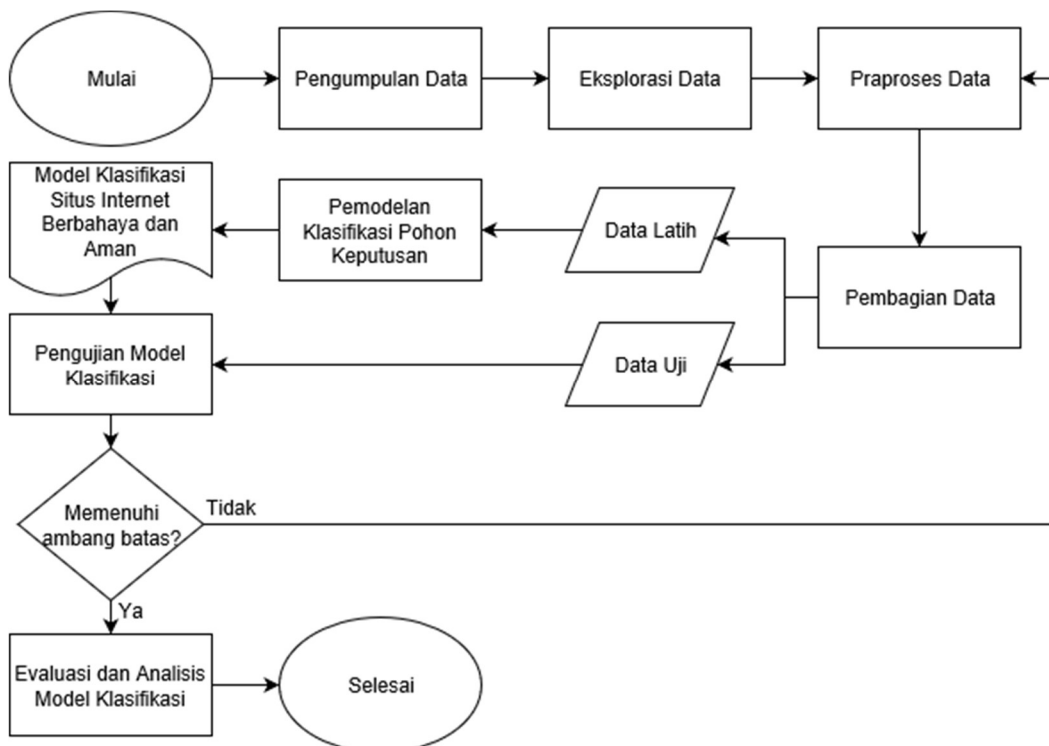 Mulai
Pengumpulan Data
Eksplorasi Data
Praproses Data
Model Klasifikasi
Situs Internet
Berbahaya dan
Aman
Pemodelan
Klasifikasi Pohon
Keputusan
Data Latih
Pembagian Data
Pengujian Model
Klasifikasi
Data Uji
Memenuhi
ambang batas?
Tidak
Ya
Evaluasi dan Analisis
Model Klasifikasi
Selesai